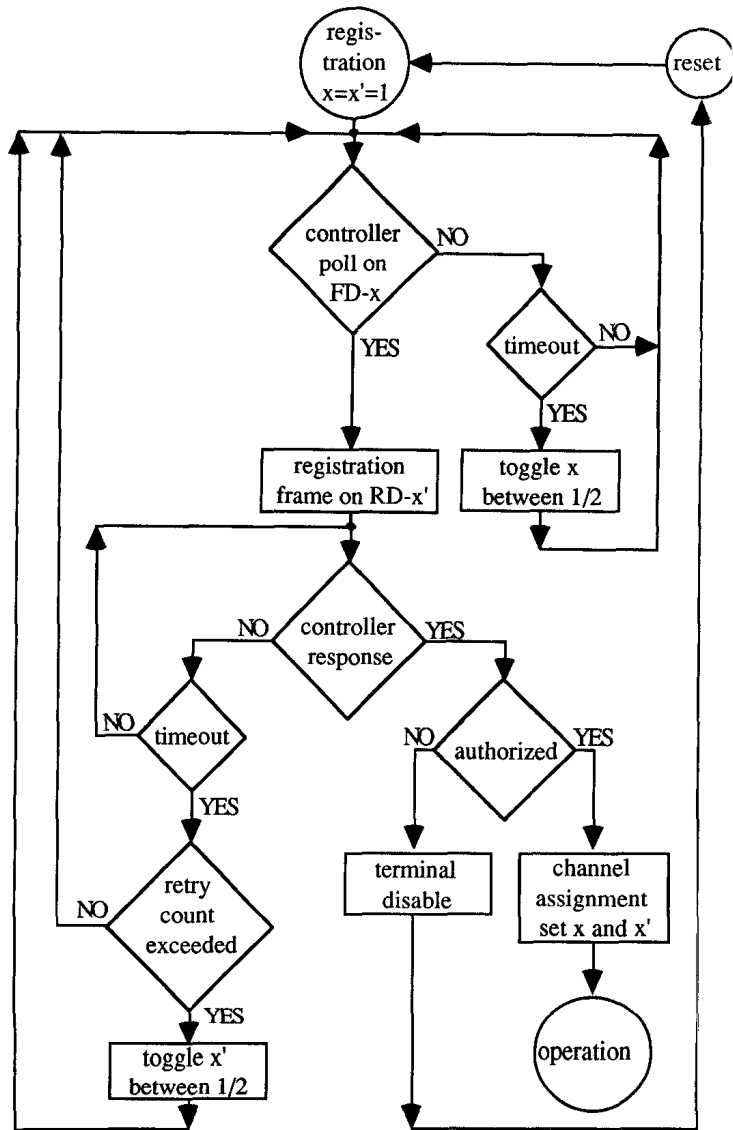 regis-
tration
x=x'=1
reset
controller
poll on
FD-x
NO
YES
timeout
NO
YES
registration
frame on RD-x'
toggle x
between 1/2
controller
response
NO
YES
timeout
NO
YES
authorized
NO
YES
retry
count
exceeded
NO
YES
terminal
disable
channel
assignment
set x and x'
toggle x'
between 1/2
operation